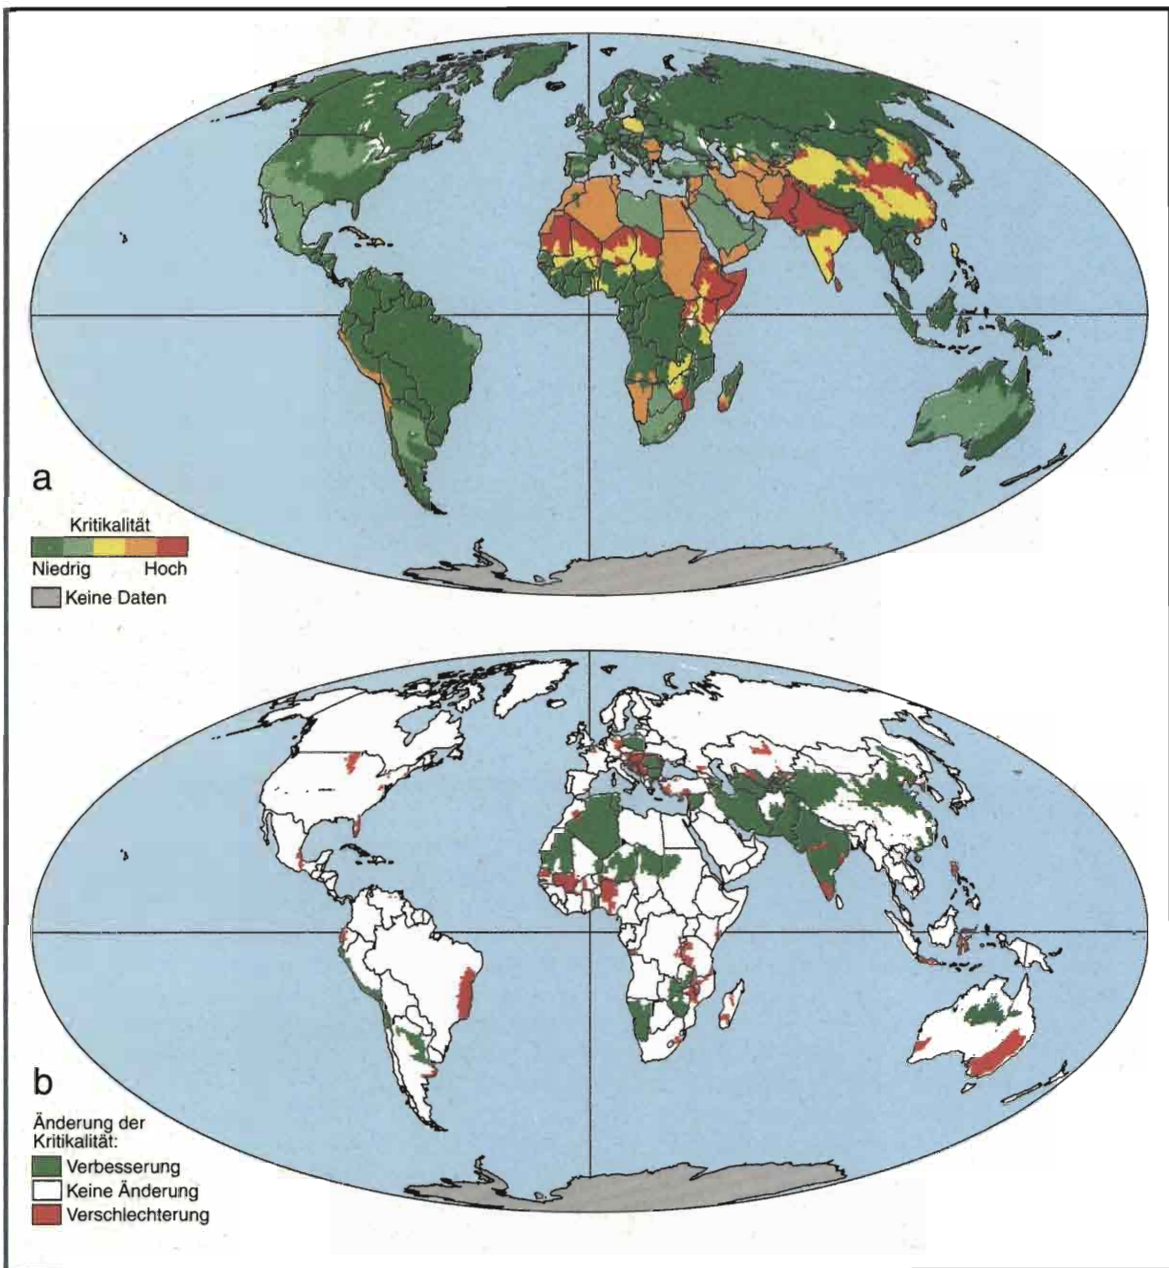 a
Kritikalität
Niedrig Hoch
Keine Daten
b
Änderung der
Kritikalität:
Verbesserung
Keine Änderung
Verschlechterung